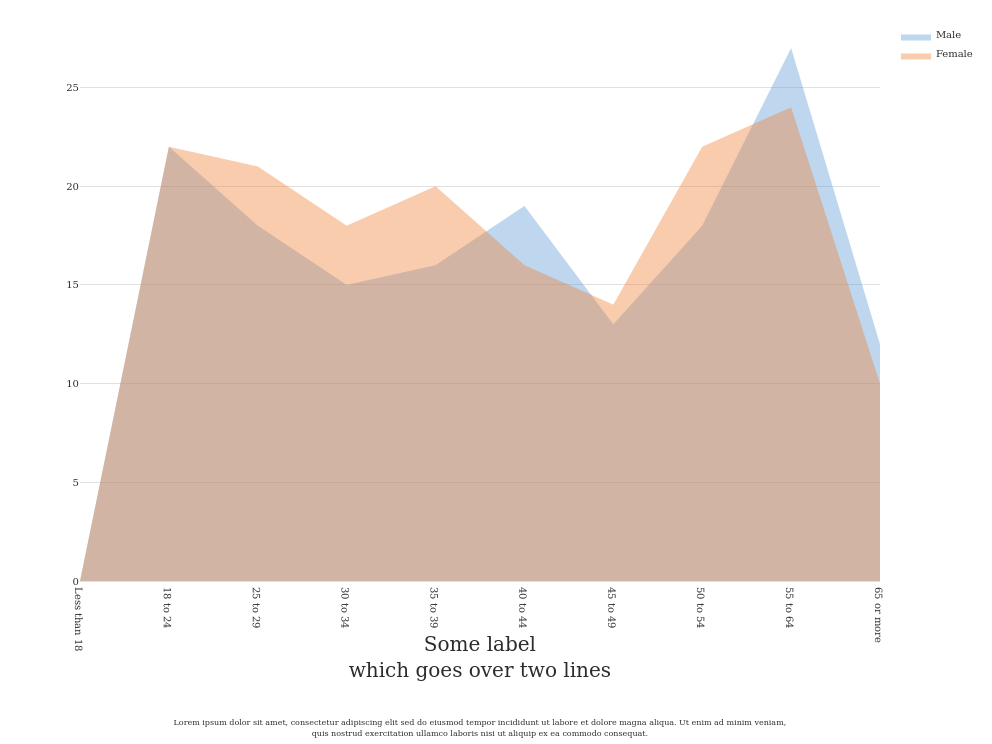 Male
Female
25
20
15
10
5
0
Less than 18
18 to 24
25 to 29
30 to 34
35 to 39
40 to 44
45 to 49
50 to 54
55 to 64
65 or more
Some label
which goes over two lines
Lorem ipsum dolor sit amet, consectetur adipiscing elit sed do eiusmod tempor incididunt ut labore et dolore magna aliqua. Ut enim ad minim veniam,
quis nostrud exercitation ullamco laboris nisi ut aliquip ex ea commodo consequat.